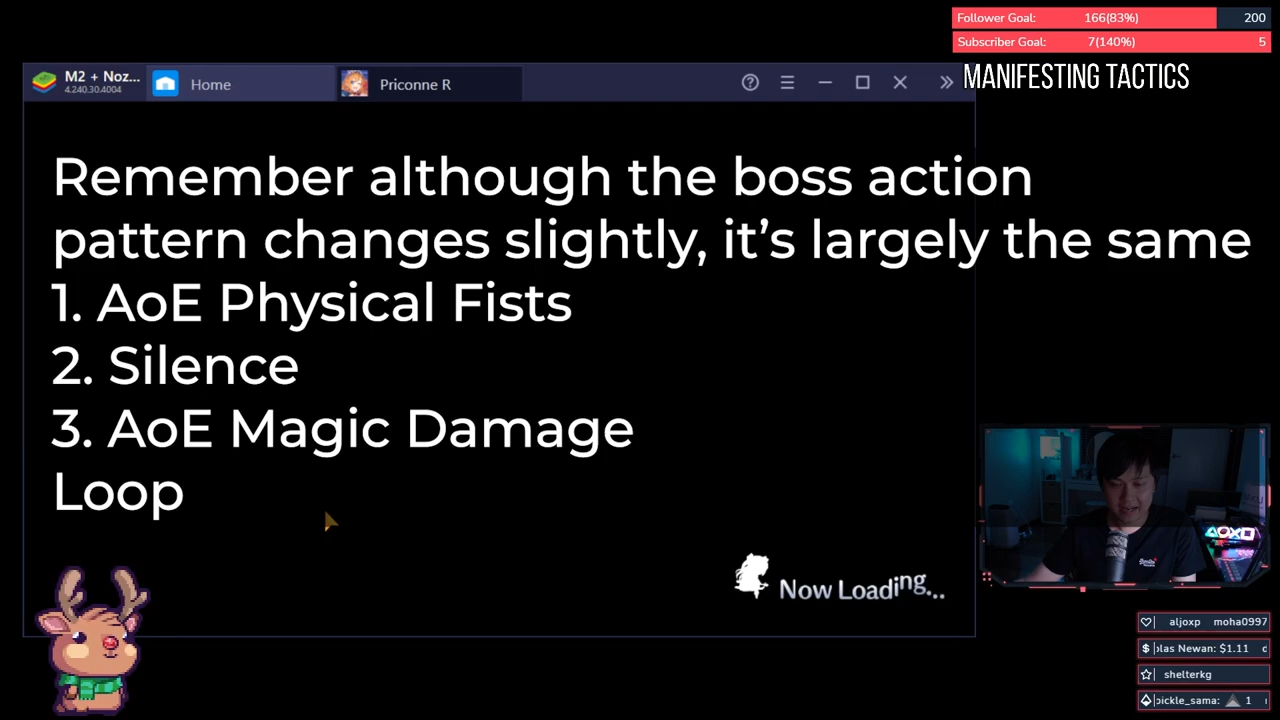 Follower Goal: 166(83%) 200
Subscriber Goal: 7(140%) 5
MANIFESTING TACTICS
M2 + Noz...
4.240.30.4004
Home
Priconne R
Remember although the boss action
pattern changes slightly, it's largely the same
1. AoE Physical Fists
2. Silence
3. AoE Magic Damage
Loop
Now Loading...
aljoxp moha0997
olas Newan: $1.11
shelterkg
pickle_sama: 1